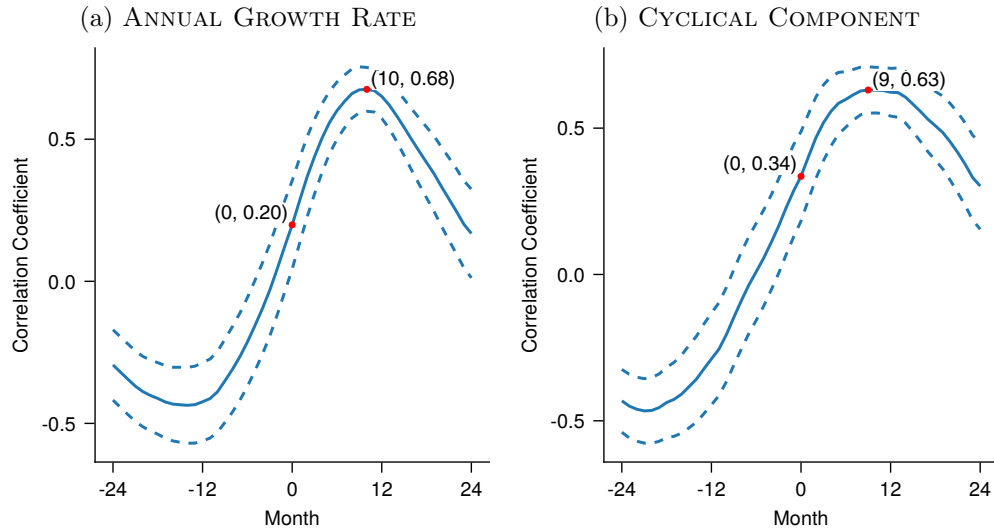 (a) ANNUAL GROWTH RATE
Correlation Coefficient
0.5
0.0
-0.5
(10, 0.68)
(0, 0.20)
-24 -12 0 12 24
Month
(b) CYCLICAL COMPONENT
Correlation Coefficient
0.5
0.0
-0.5
(9, 0.63)
(0, 0.34)
-24 -12 0 12 24
Month